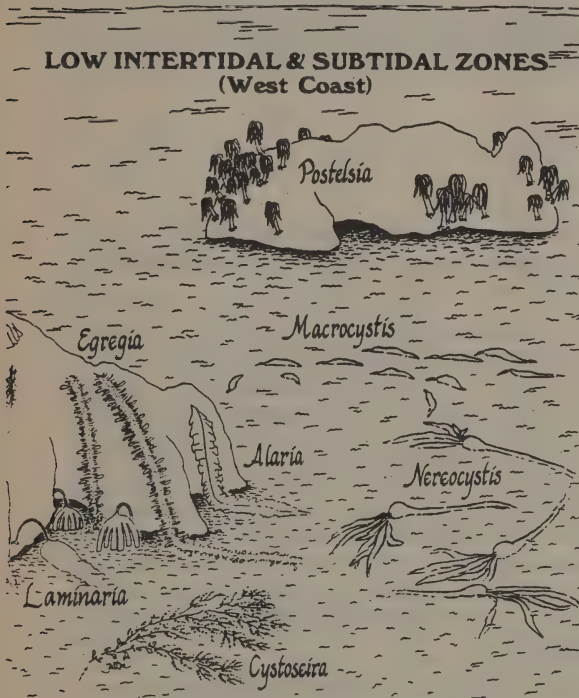 LOW INTERTIDAL & SUBTIDAL ZONES
(West Coast)
Postelsia
Macrocystis
Egregia
Alaria
Nereocystis
Laminaria
Cystoseira